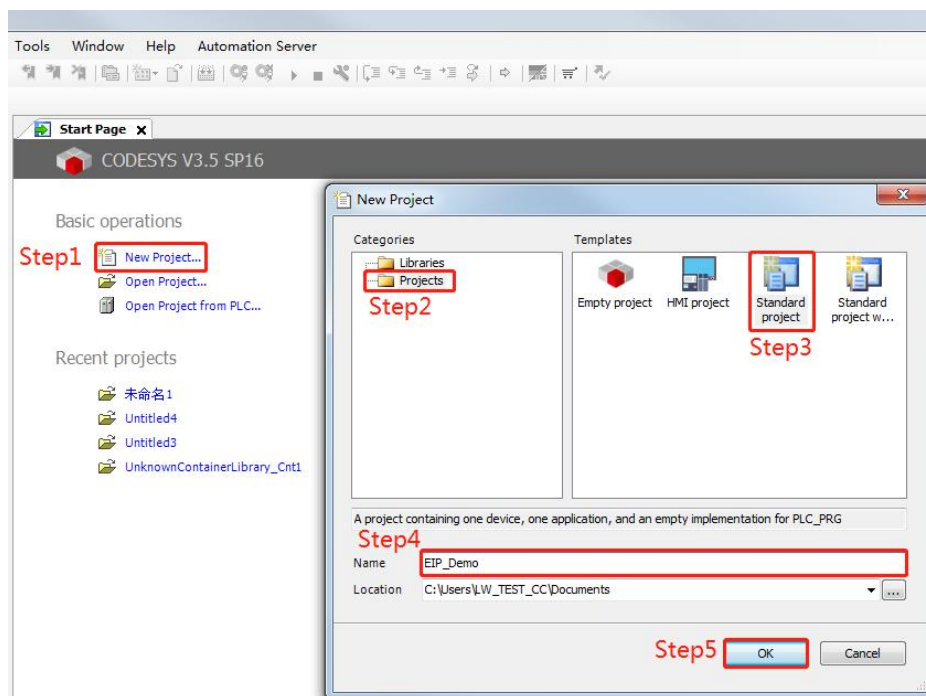 Tools Window Help Automation Server
Start Page
CODESYS V3.5 SP16
Basic operations
Step1 New Project...
Open Project...
Open Project from PLC...
Recent projects
未命名1
Untitled4
Untitled3
UnknownContainerLibrary_Cnt1
New Project
Categories
Libraries
Projects
Step2
Templates
Empty project
HMI project
Standard
project
Standard
project w...
Step3
A project containing one device, one application, and an empty implementation for PLC_PRG
Step4
Name EIP_Demo
Location C:\Users\LW_TEST_CC\Documents ...
Step5 OK Cancel